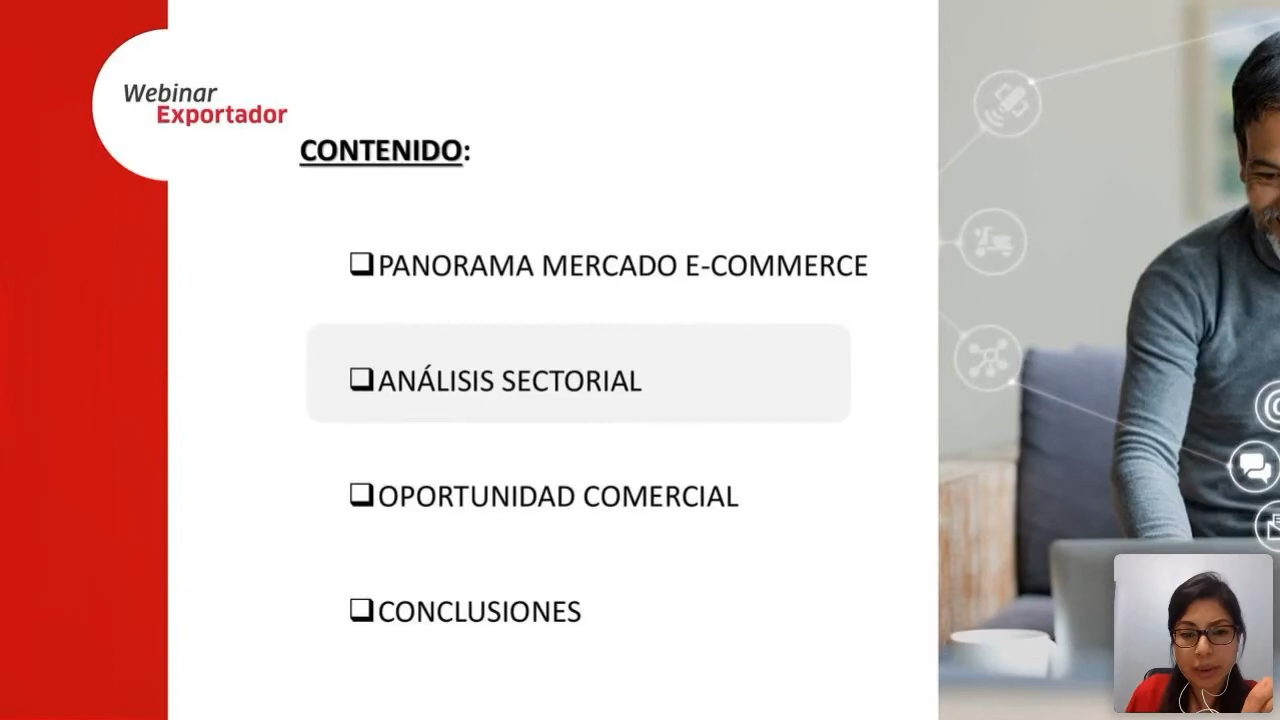 Webinar
Exportador
CONTENIDO:
❑PANORAMA MERCADO E-COMMERCE
❑ANÁLISIS SECTORIAL
❑OPORTUNIDAD COMERCIAL
❑CONCLUSIONES